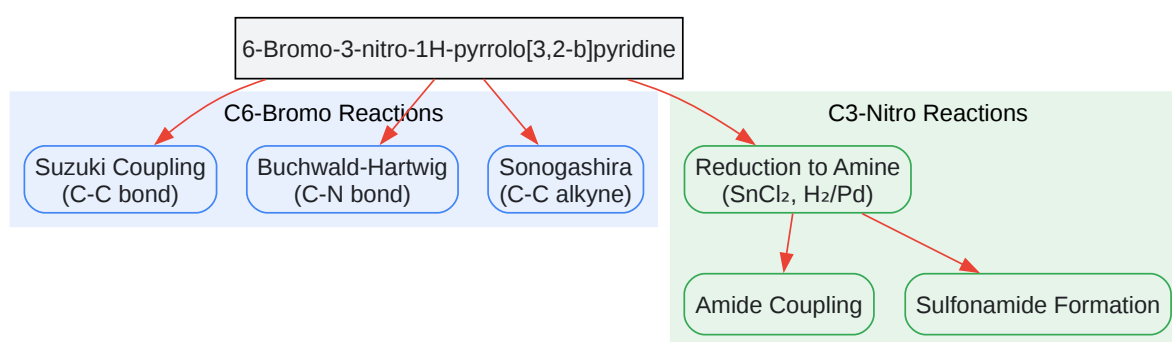 6-Bromo-3-nitro-1H-pyrrolo[3,2-b]pyridine
C6-Bromo Reactions
C3-Nitro Reactions
Suzuki Coupling
(C-C bond)
Buchwald-Hartwig
(C-N bond)
Sonogashira
(C-C alkyne)
Reduction to Amine
(SnCl₂, H₂/Pd)
Amide Coupling
Sulfonamide Formation